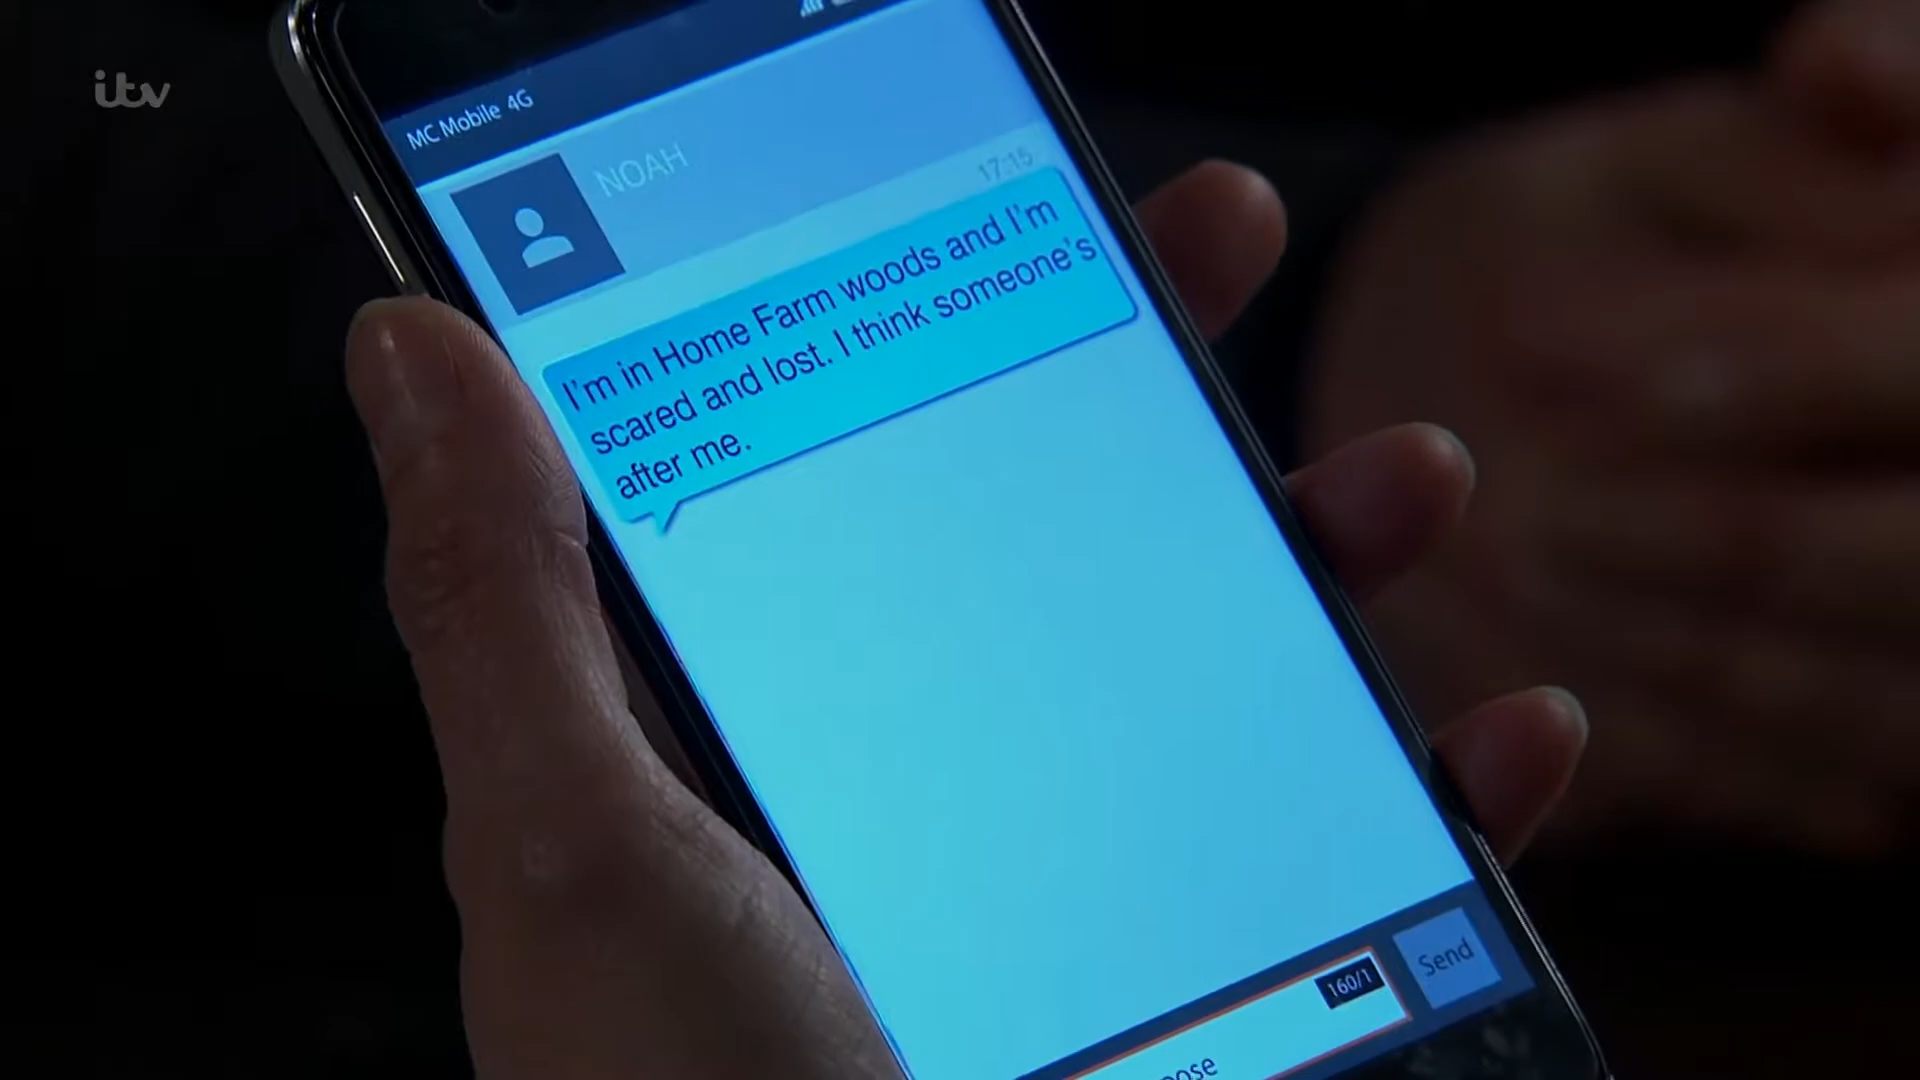 itv
MC Mobile 4G
NOAH
17:15
I'm in Home Farm woods and I'm
scared and lost. I think someone's
after me.
160/1
Send